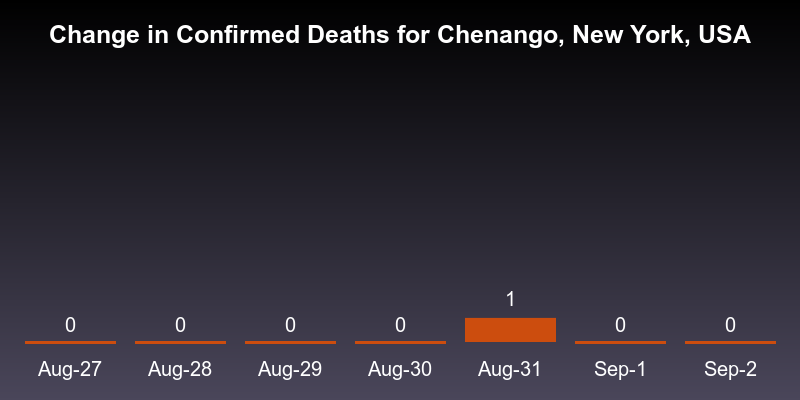 Change in Confirmed Deaths for Chenango, New York, USA
0 0 0 0 1 0 0
Aug-27 Aug-28 Aug-29 Aug-30 Aug-31 Sep-1 Sep-2